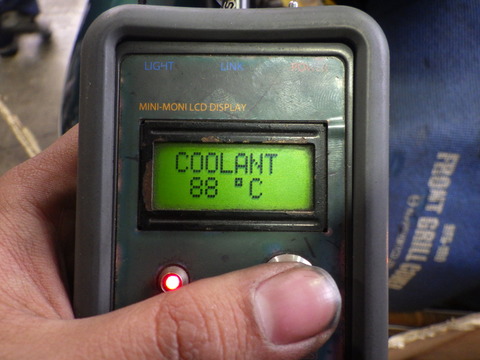 LIGHT LINK
MINI-MONI LCD DISPLAY
COOLANT
88 °C
FRONT GRILL